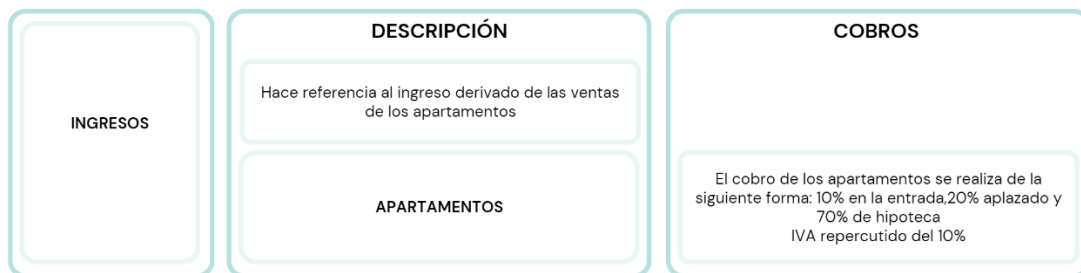 INGRESOS
DESCRIPCIÓN
Hace referencia al ingreso derivado de las ventas
de los apartamentos
APARTAMENTOS
COBROS
El cobro de los apartamentos se realiza de la
siguiente forma: 10% en la entrada,20% aplazado y
70% de hipoteca
IVA repercutido del 10%